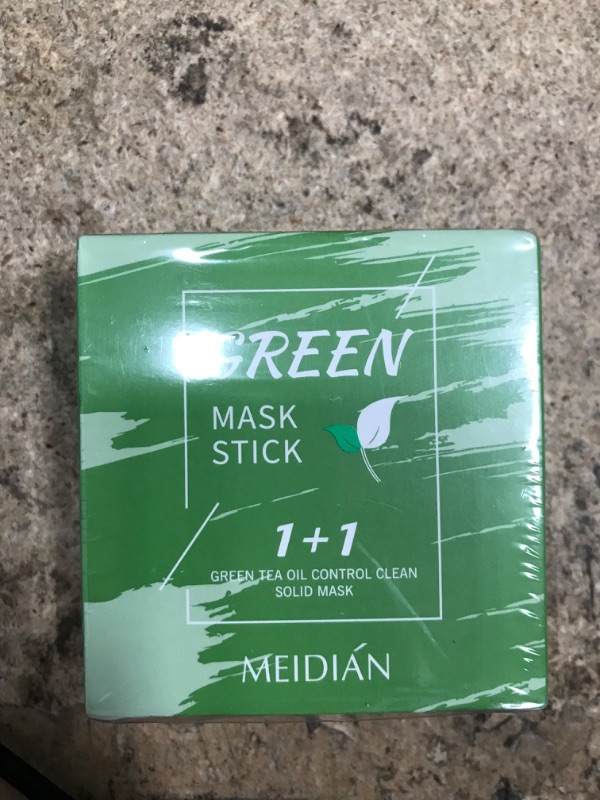 GREEN
MASK
STICK
1+1
GREEN TEA OIL CONTROL CLEAN
SOLID MASK
MEIDIÁN